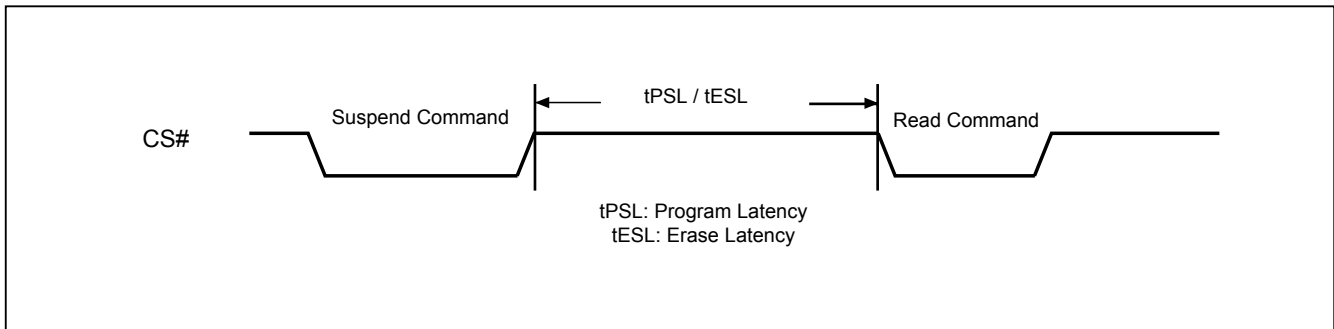 tPSL / tESL
Suspend Command
Read Command
CS#
tPSL: Program Latency
tESL: Erase Latency